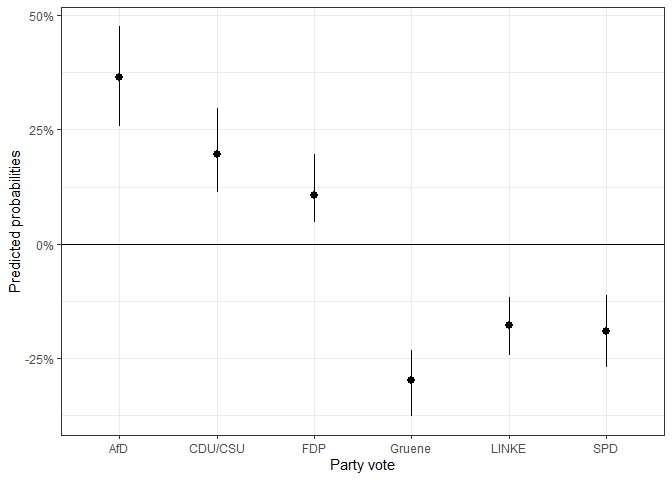 50%
25%
0%
-25%
Predicted probabilities
AfD CDU/CSU FDP Gruene LINKE SPD
Party vote